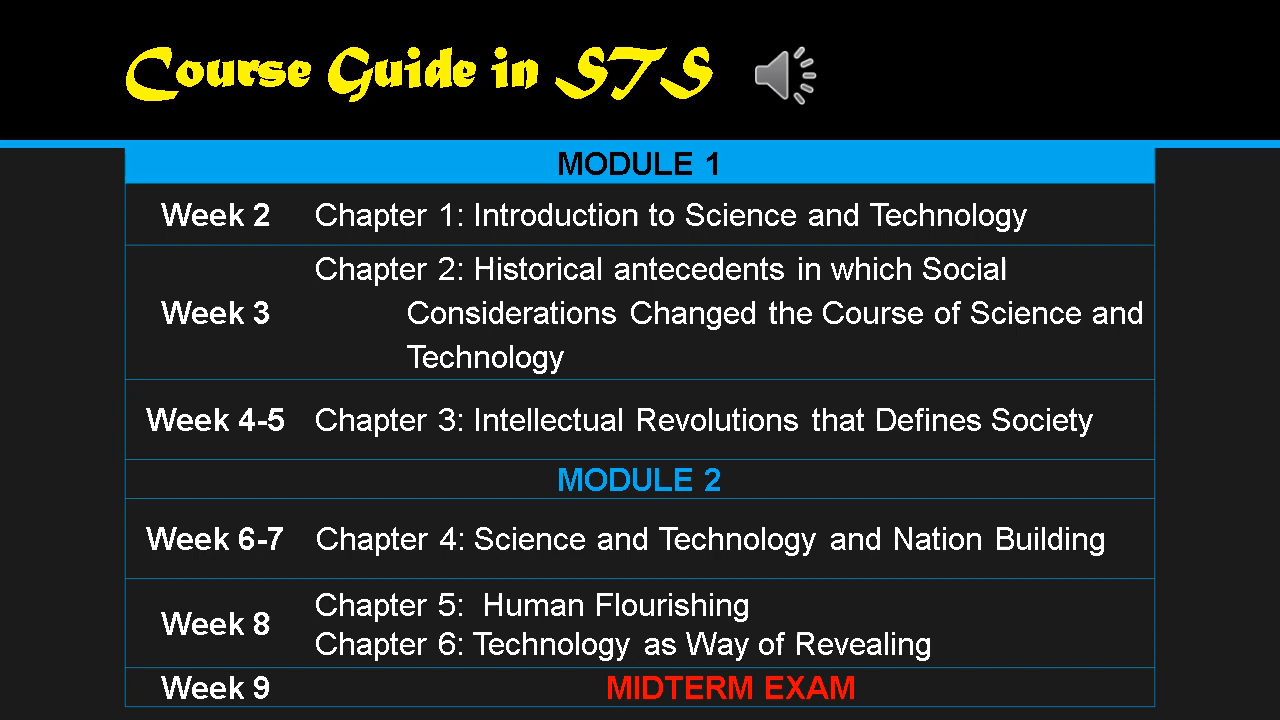 Course Guide in STS
MODULE 1
Week 2 Chapter 1: Introduction to Science and Technology
Week 3 Chapter 2: Historical antecedents in which Social
Considerations Changed the Course of Science and
Technology
Week 4-5 Chapter 3: Intellectual Revolutions that Defines Society
MODULE 2
Week 6-7 Chapter 4: Science and Technology and Nation Building
Week 8 Chapter 5: Human Flourishing
Chapter 6: Technology as Way of Revealing
Week 9 MIDTERM EXAM